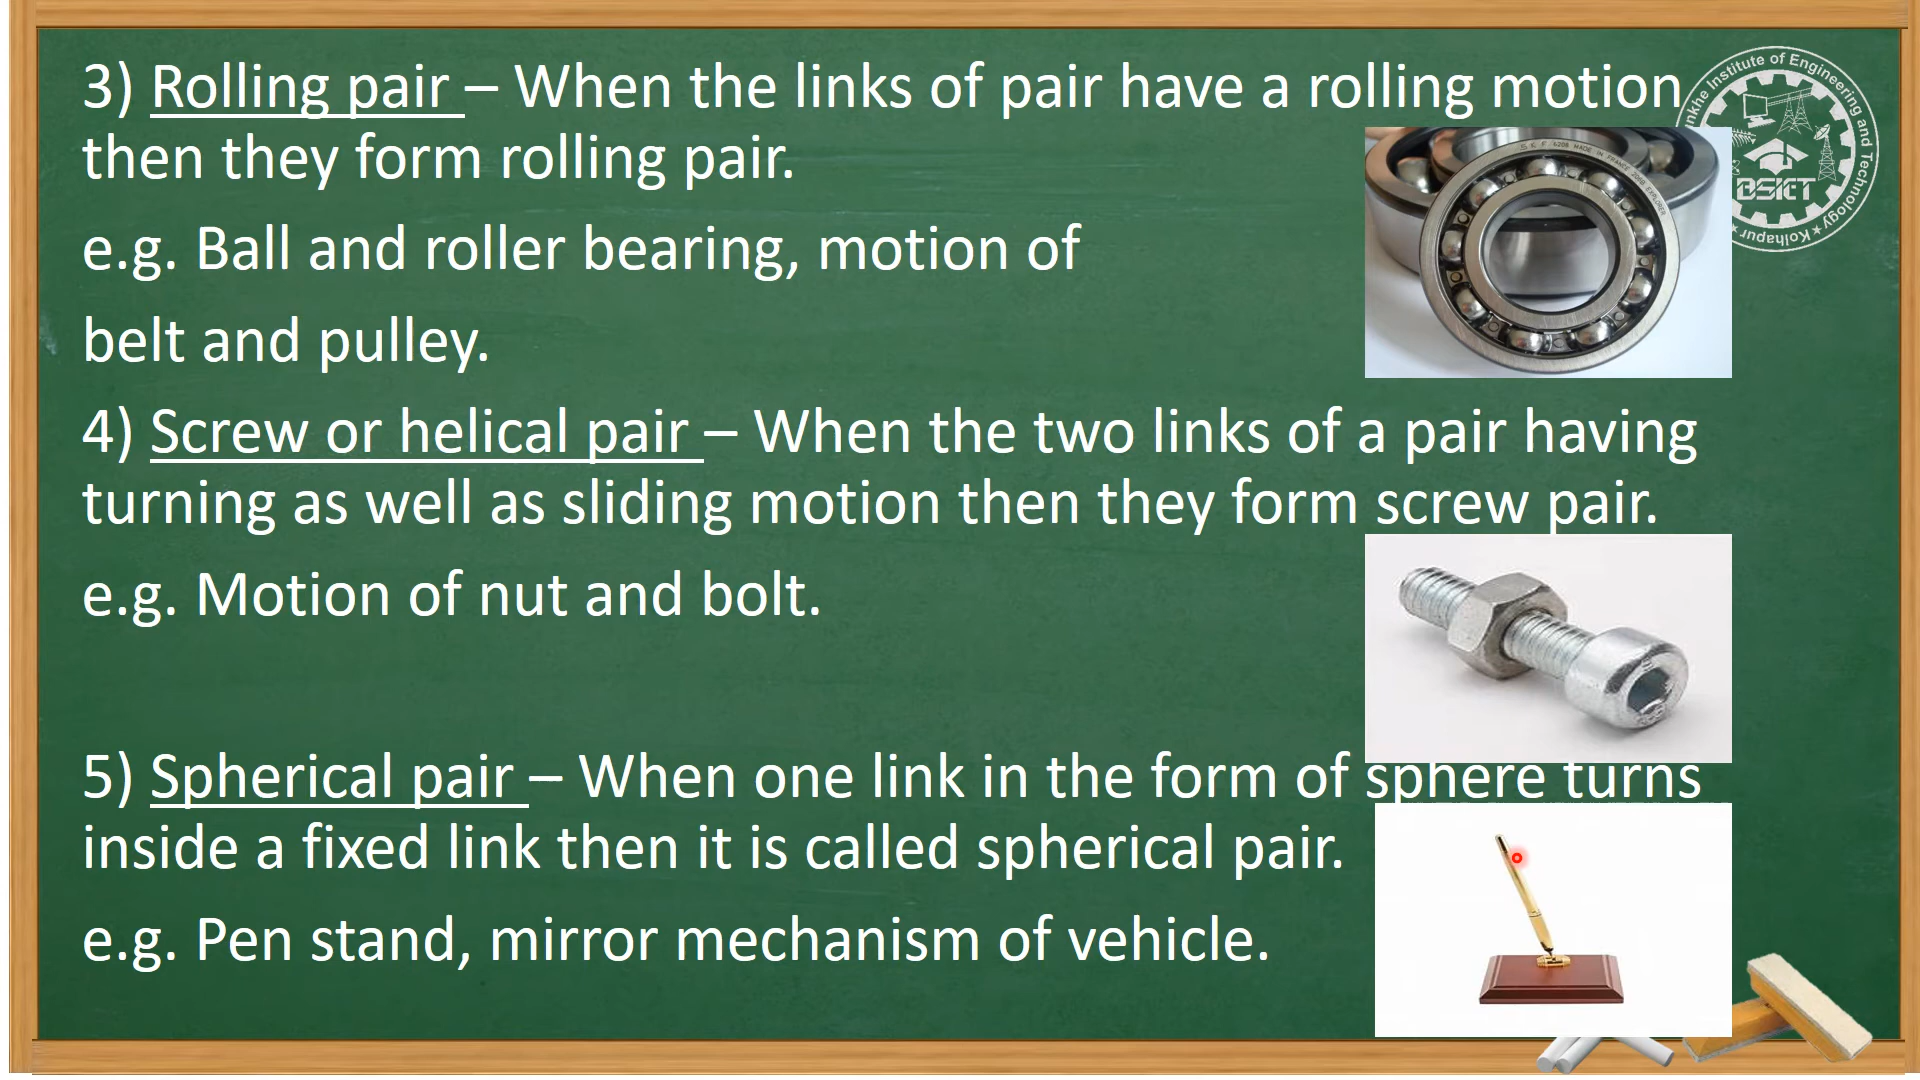 3) Rolling pair – When the links of pair have a rolling motion
then they form rolling pair.
e.g. Ball and roller bearing, motion of
belt and pulley.
4) Screw or helical pair – When the two links of a pair having
turning as well as sliding motion then they form screw pair.
e.g. Motion of nut and bolt.
5) Spherical pair – When one link in the form of sphere turns
inside a fixed link then it is called spherical pair.
e.g. Pen stand, mirror mechanism of vehicle.
Institute of Engineering and Technology
Kolhapur
MADE IN FRANCE
EXPLORER